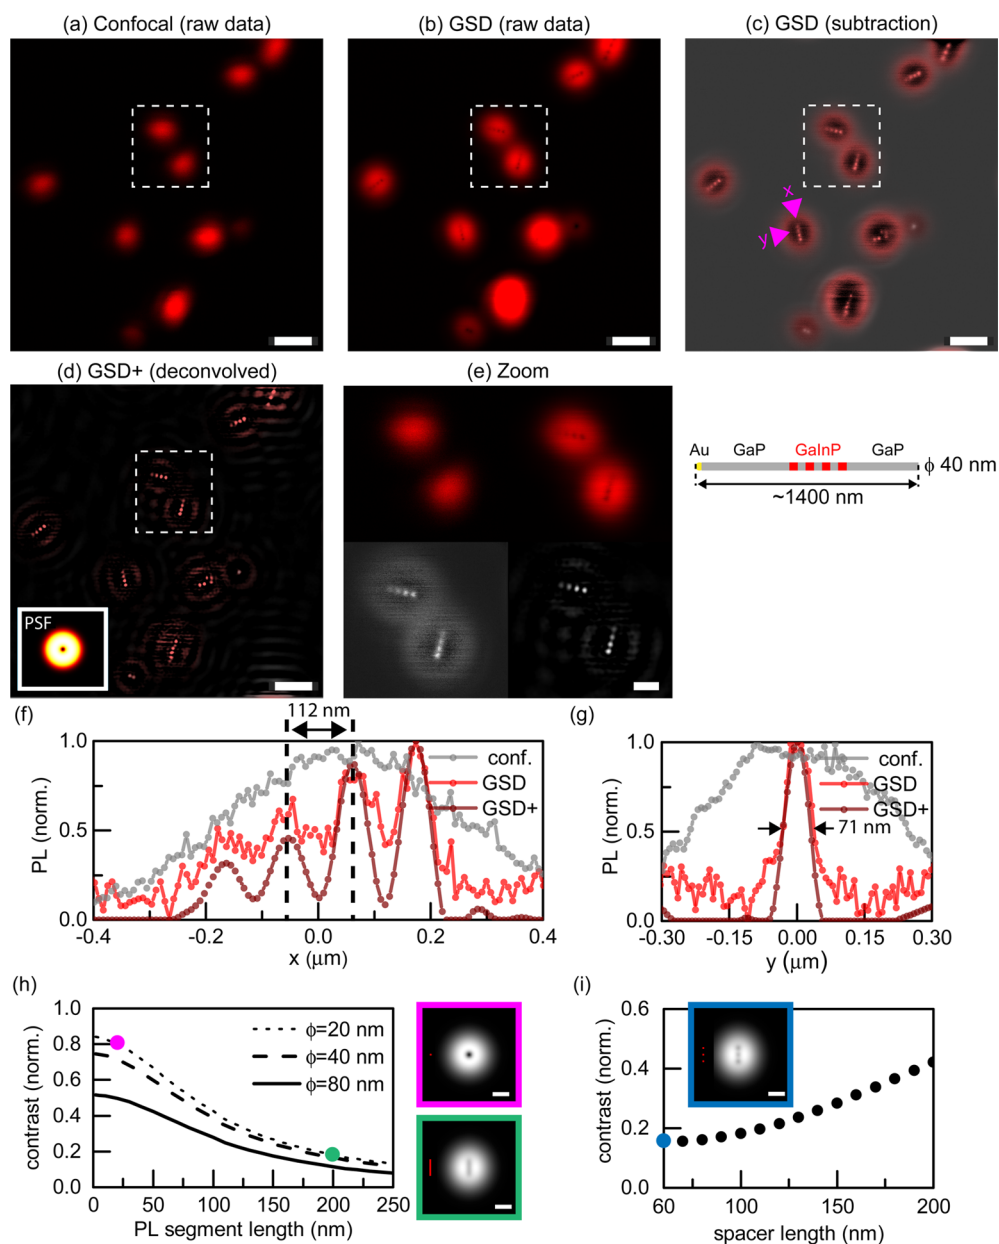 (a) Confocal (raw data)
(b) GSD (raw data)
(c) GSD (subtraction)
x
y
(d) GSD+ (deconvolved)
(e) Zoom
PSF
Au GaP GaInP GaP
ϕ 40 nm
~1400 nm
(f)
112 nm
PL (norm.)
1.0
0.5
0.0
conf.
GSD
GSD+
-0.4 -0.2 0.0 0.2 0.4
x (μm)
(g)
PL (norm.)
1.0
0.5
0.0
conf.
GSD
GSD+
71 nm
-0.30 -0.15 0.00 0.15 0.30
y (μm)
(h)
contrast (norm.)
1.0
0.8
0.6
0.4
0.2
0.0
ϕ=20 nm
ϕ=40 nm
ϕ=80 nm
0 50 100 150 200 250
PL segment length (nm)
(i)
contrast (norm.)
0.6
0.4
0.2
0.0
60 100 150 200
spacer length (nm)